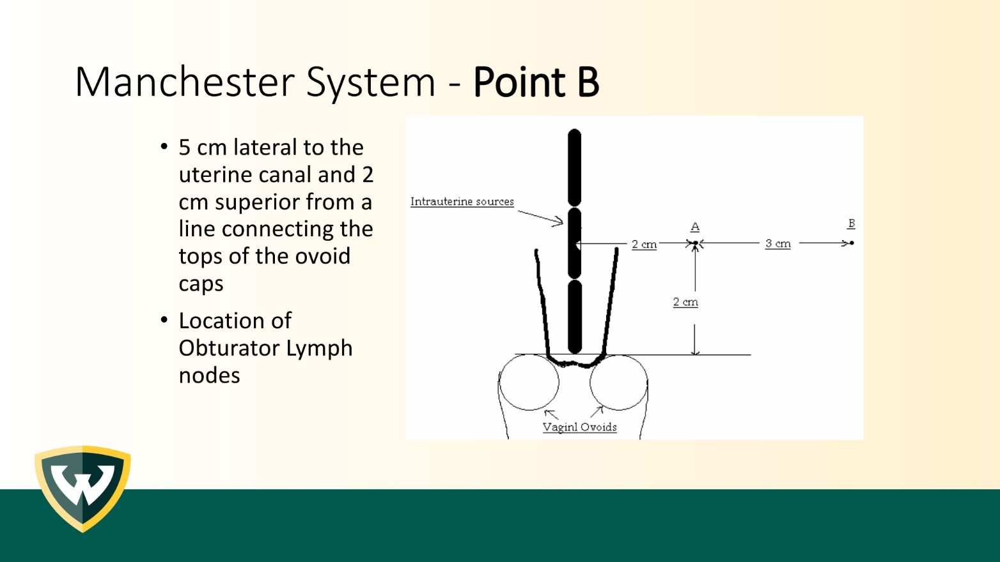 Manchester System - Point B
• 5 cm lateral to the
uterine canal and 2
cm superior from a
line connecting the
tops of the ovoid
caps
• Location of
Obturator Lymph
nodes
Intrauterine sources
A
B
2 cm
3 cm
2 cm
Vaginl Ovoids
W